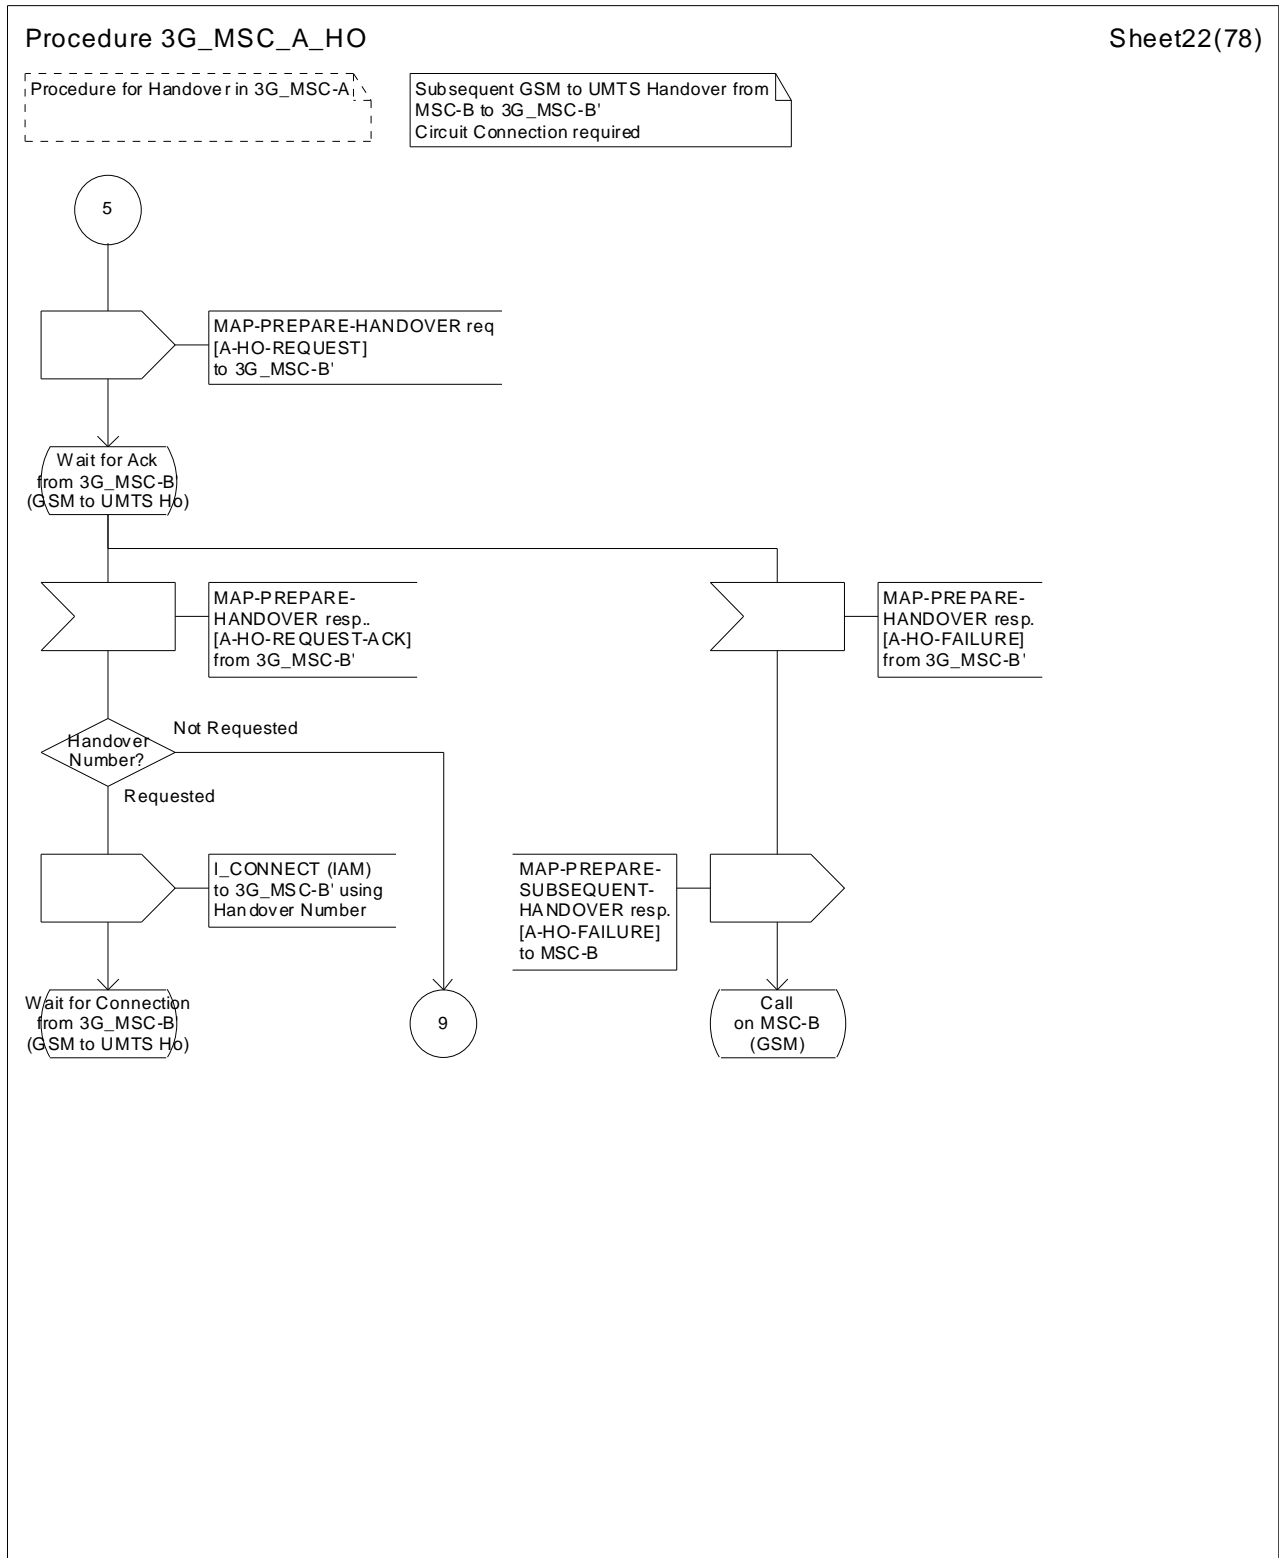 Procedure 3G_MSC_A_HO
Sheet22(78)
Procedure for Handover in 3G_MSC-A
Subsequent GSM to UMTS Handover from
MSC-B to 3G_MSC-B'
Circuit Connection required
5
MAP-PREPARE-HANDOVER req
[A-HO-REQUEST]
to 3G_MSC-B'
Wait for Ack
from 3G_MSC-B'
(GSM to UMTS Ho)
MAP-PREPARE-
HANDOVER resp..
[A-HO-REQUEST-ACK]
from 3G_MSC-B'
MAP-PREPARE-
HANDOVER resp.
[A-HO-FAILURE]
from 3G_MSC-B'
Handover
Number?
Not Requested
Requested
I_CONNECT (IAM)
to 3G_MSC-B' using
Handover Number
MAP-PREPARE-
SUBSEQUENT-
HANDOVER resp.
[A-HO-FAILURE]
to MSC-B
Wait for Connection
from 3G_MSC-B'
(GSM to UMTS Ho)
9
Call
on MSC-B
(GSM)